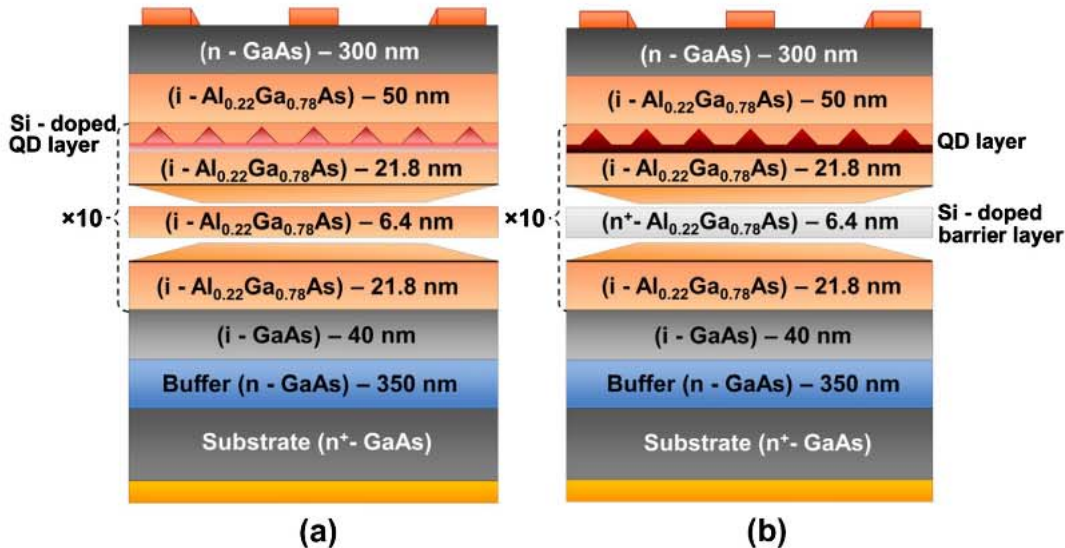 (n - GaAs) – 300 nm
(i - Al0.22Ga0.78As) – 50 nm
Si - doped
QD layer
(i - Al0.22Ga0.78As) – 21.8 nm
×10
(i - Al0.22Ga0.78As) – 6.4 nm
(i - Al0.22Ga0.78As) – 21.8 nm
(i - GaAs) – 40 nm
Buffer (n - GaAs) – 350 nm
Substrate (n+- GaAs)
(a)
(n - GaAs) – 300 nm
(i - Al0.22Ga0.78As) – 50 nm
QD layer
(i - Al0.22Ga0.78As) – 21.8 nm
×10
(n+- Al0.22Ga0.78As) – 6.4 nm
Si - doped
barrier layer
(i - Al0.22Ga0.78As) – 21.8 nm
(i - GaAs) – 40 nm
Buffer (n - GaAs) – 350 nm
Substrate (n+- GaAs)
(b)